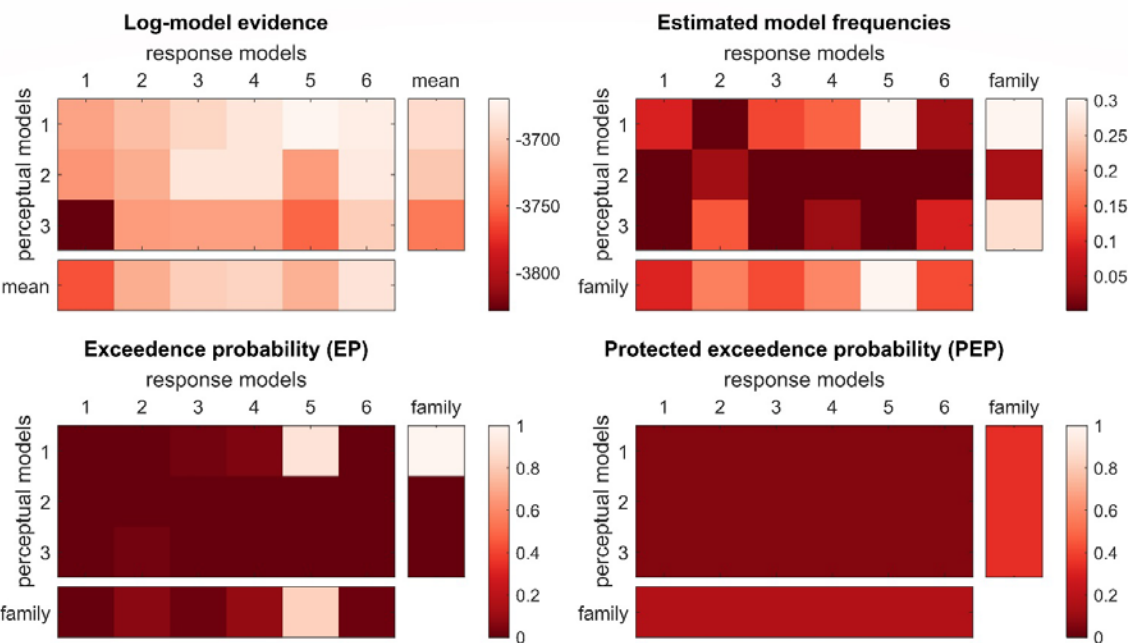 Log-model evidence
response models
1 2 3 4 5 6 mean
perceptual models
1
2
3
mean
-3700
-3750
-3800
Estimated model frequencies
response models
1 2 3 4 5 6 family
perceptual models
1
2
3
family
0.3
0.25
0.2
0.15
0.1
0.05
Exceedence probability (EP)
response models
1 2 3 4 5 6 family
perceptual models
1
2
3
family
1
0.8
0.6
0.4
0.2
0
Protected exceedence probability (PEP)
response models
1 2 3 4 5 6 family
perceptual models
1
2
3
family
1
0.8
0.6
0.4
0.2
0